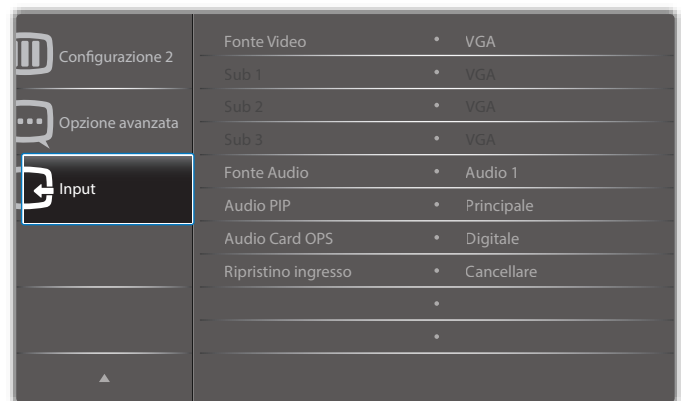 Configurazione 2
Opzione avanzata
Input
Fonte Video • VGA
Sub 1 • VGA
Sub 2 • VGA
Sub 3 • VGA
Fonte Audio • Audio 1
Audio PIP • Principale
Audio Card OPS • Digitale
Ripristino ingresso • Cancellare